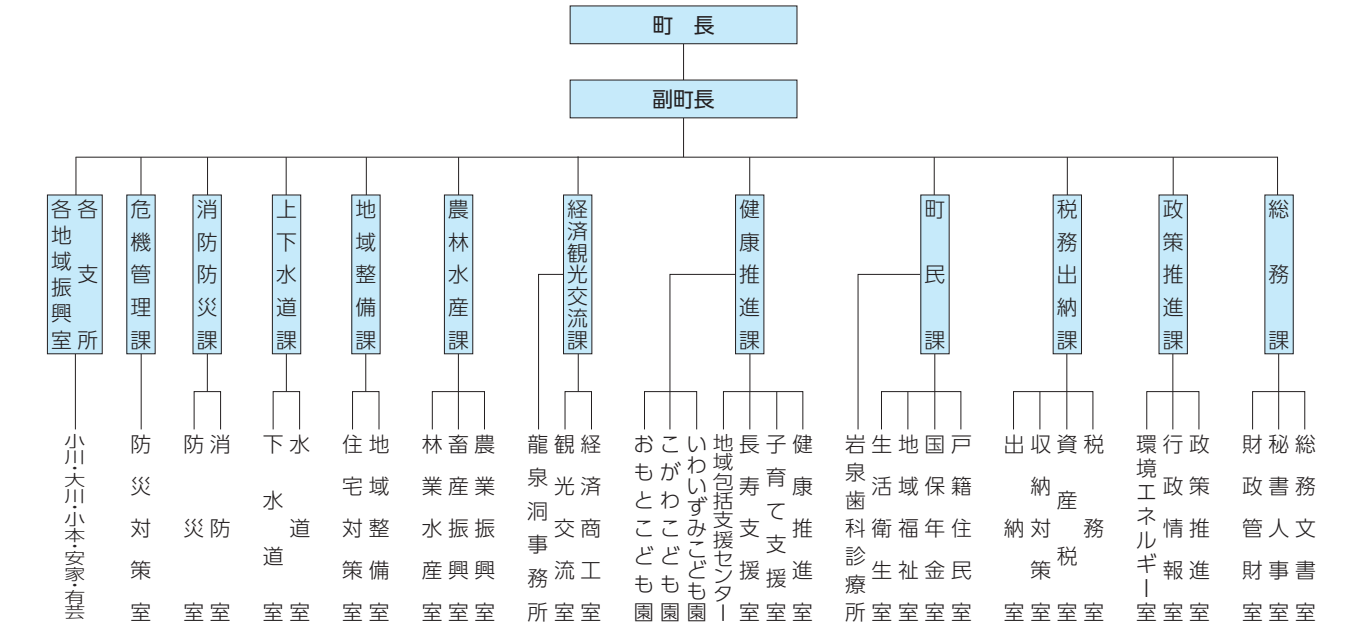 町　長
副町長
総務課
政策推進課
税務出納課
町民課
健康推進課
経済観光交流課
農林水産課
地域整備課
上下水道課
消防防災課
危機管理課
各支所
各地域振興室
総務文書室
秘書人事室
財政管財室
政策推進室
行政情報室
環境エネルギー室
税務室
資産税室
収納対策室
出納室
戸籍住民室
国保年金室
地域福祉室
生活衛生室
岩泉歯科診療所
健康推進室
子育て支援室
長寿支援室
地域包括支援センター
いわいずみこども園
こがわこども園
おもとこども園
経済商工室
観光交流室
龍泉洞事務所
農業振興室
畜産振興室
林業水産室
地域整備室
住宅対策室
水道室
下水道室
消防室
防災室
防災対策室
小川・大川・小本・安家・有芸